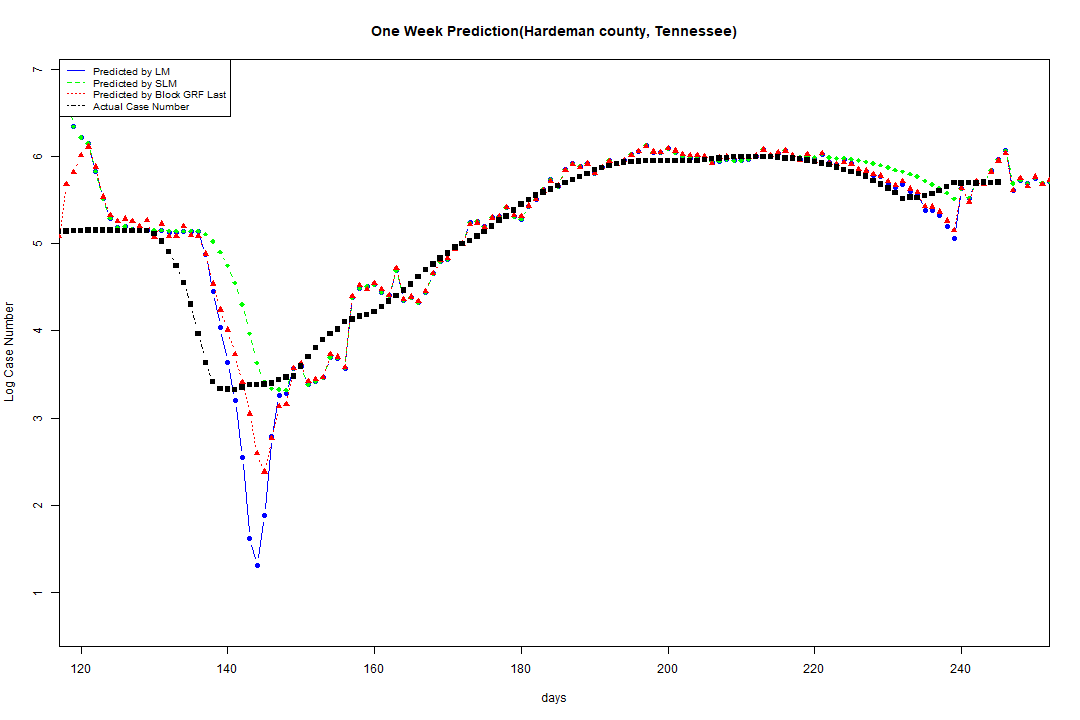 One Week Prediction(Hardeman county, Tennessee)
Predicted by LM
Predicted by SLM
Predicted by Block GRF Last
Actual Case Number
7
6
5
4
3
2
1
Log Case Number
120 140 160 180 200 220 240
days